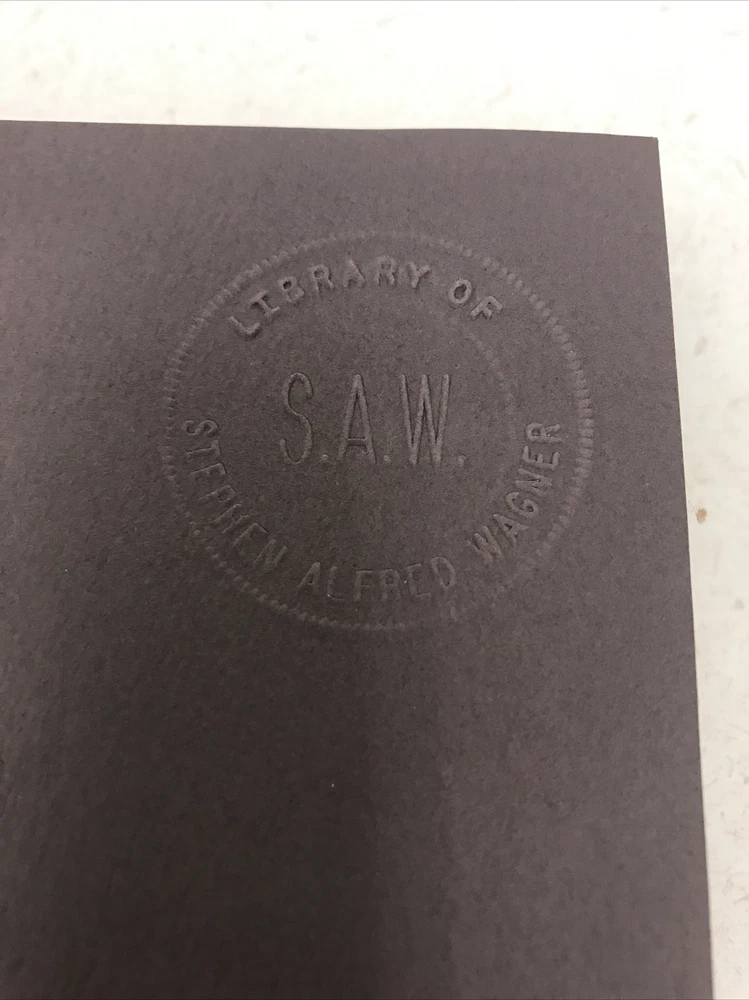 LIBRARY OF
S.A.W.
STEPHEN ALFRED WAGNER